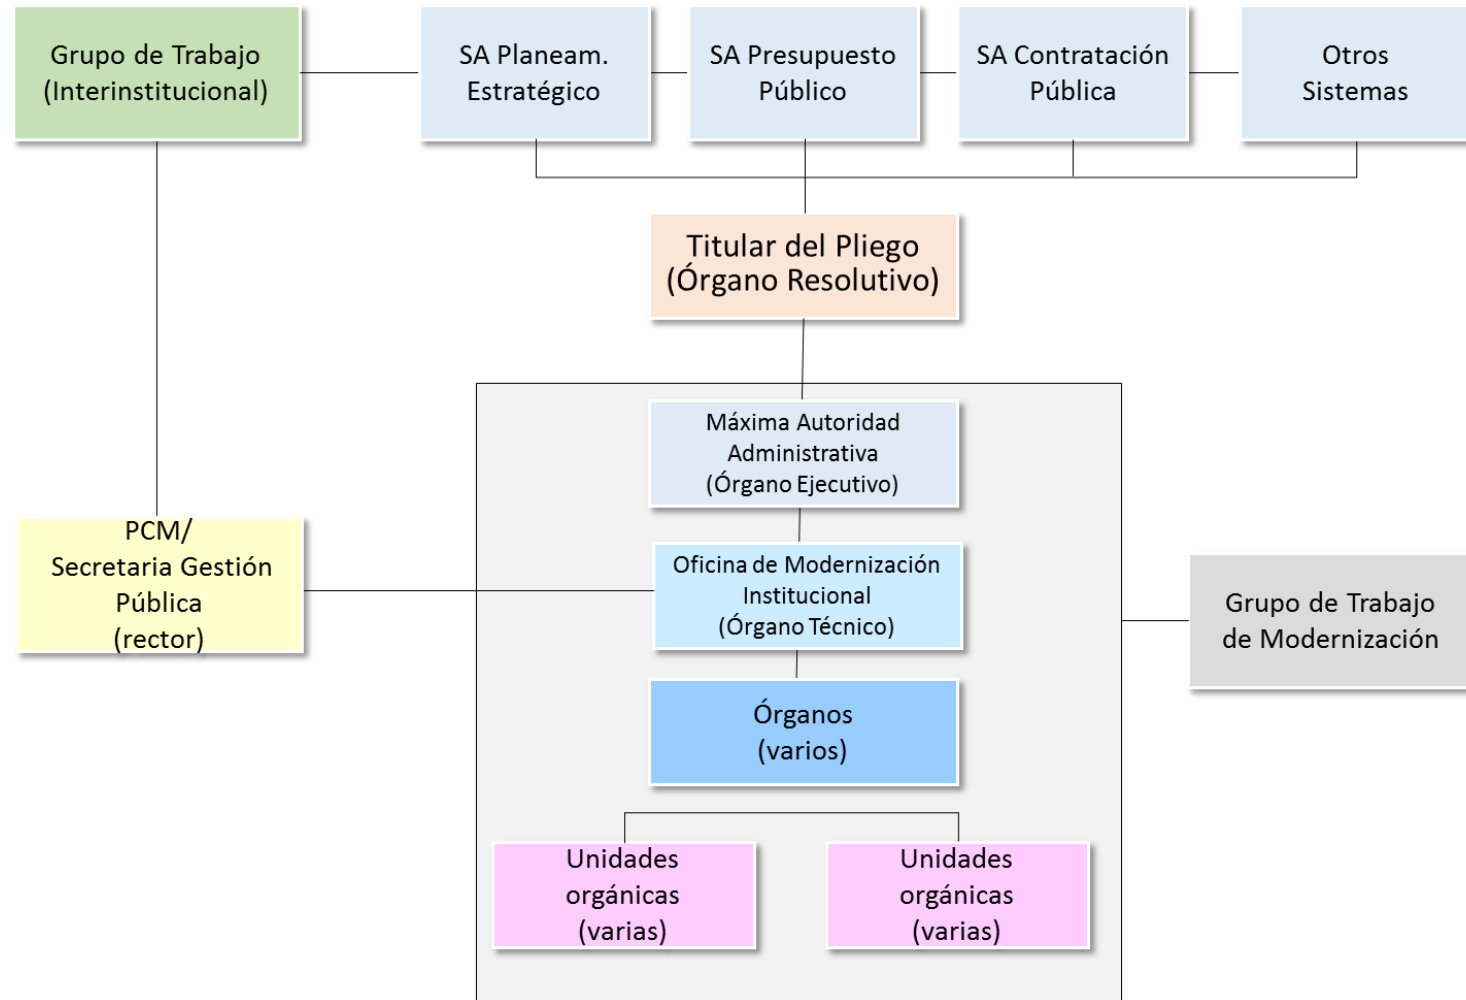 Grupo de Trabajo
(Interinstitucional)
SA Planeam.
Estratégico
SA Presupuesto
Público
SA Contratación
Pública
Otros
Sistemas
Titular del Pliego
(Órgano Resolutivo)
Máxima Autoridad
Administrativa
(Órgano Ejecutivo)
PCM/
Secretaria Gestión
Pública
(rector)
Oficina de Modernización
Institucional
(Órgano Técnico)
Grupo de Trabajo
de Modernización
Órganos
(varios)
Unidades
orgánicas
(varias)
Unidades
orgánicas
(varias)